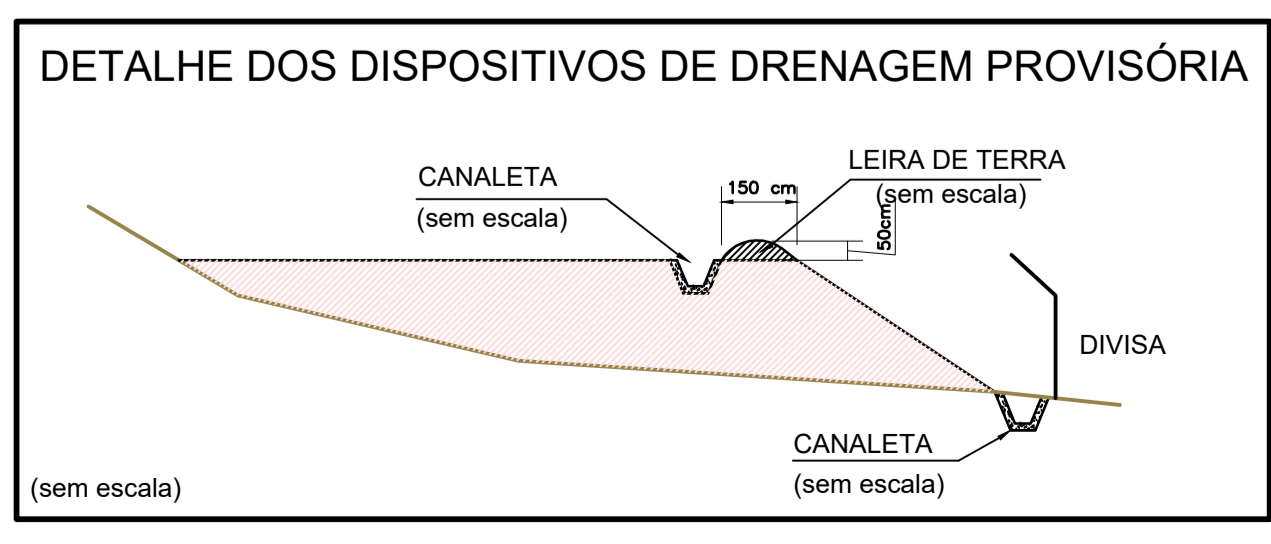 DETALHE DOS DISPOSITIVOS DE DRENAGEM PROVISÓRIA
LEIRA DE TERRA
(sem escala)
CANALETA
(sem escala)
150 cm
50cm
DIVISA
CANALETA
(sem escala)
(sem escala)